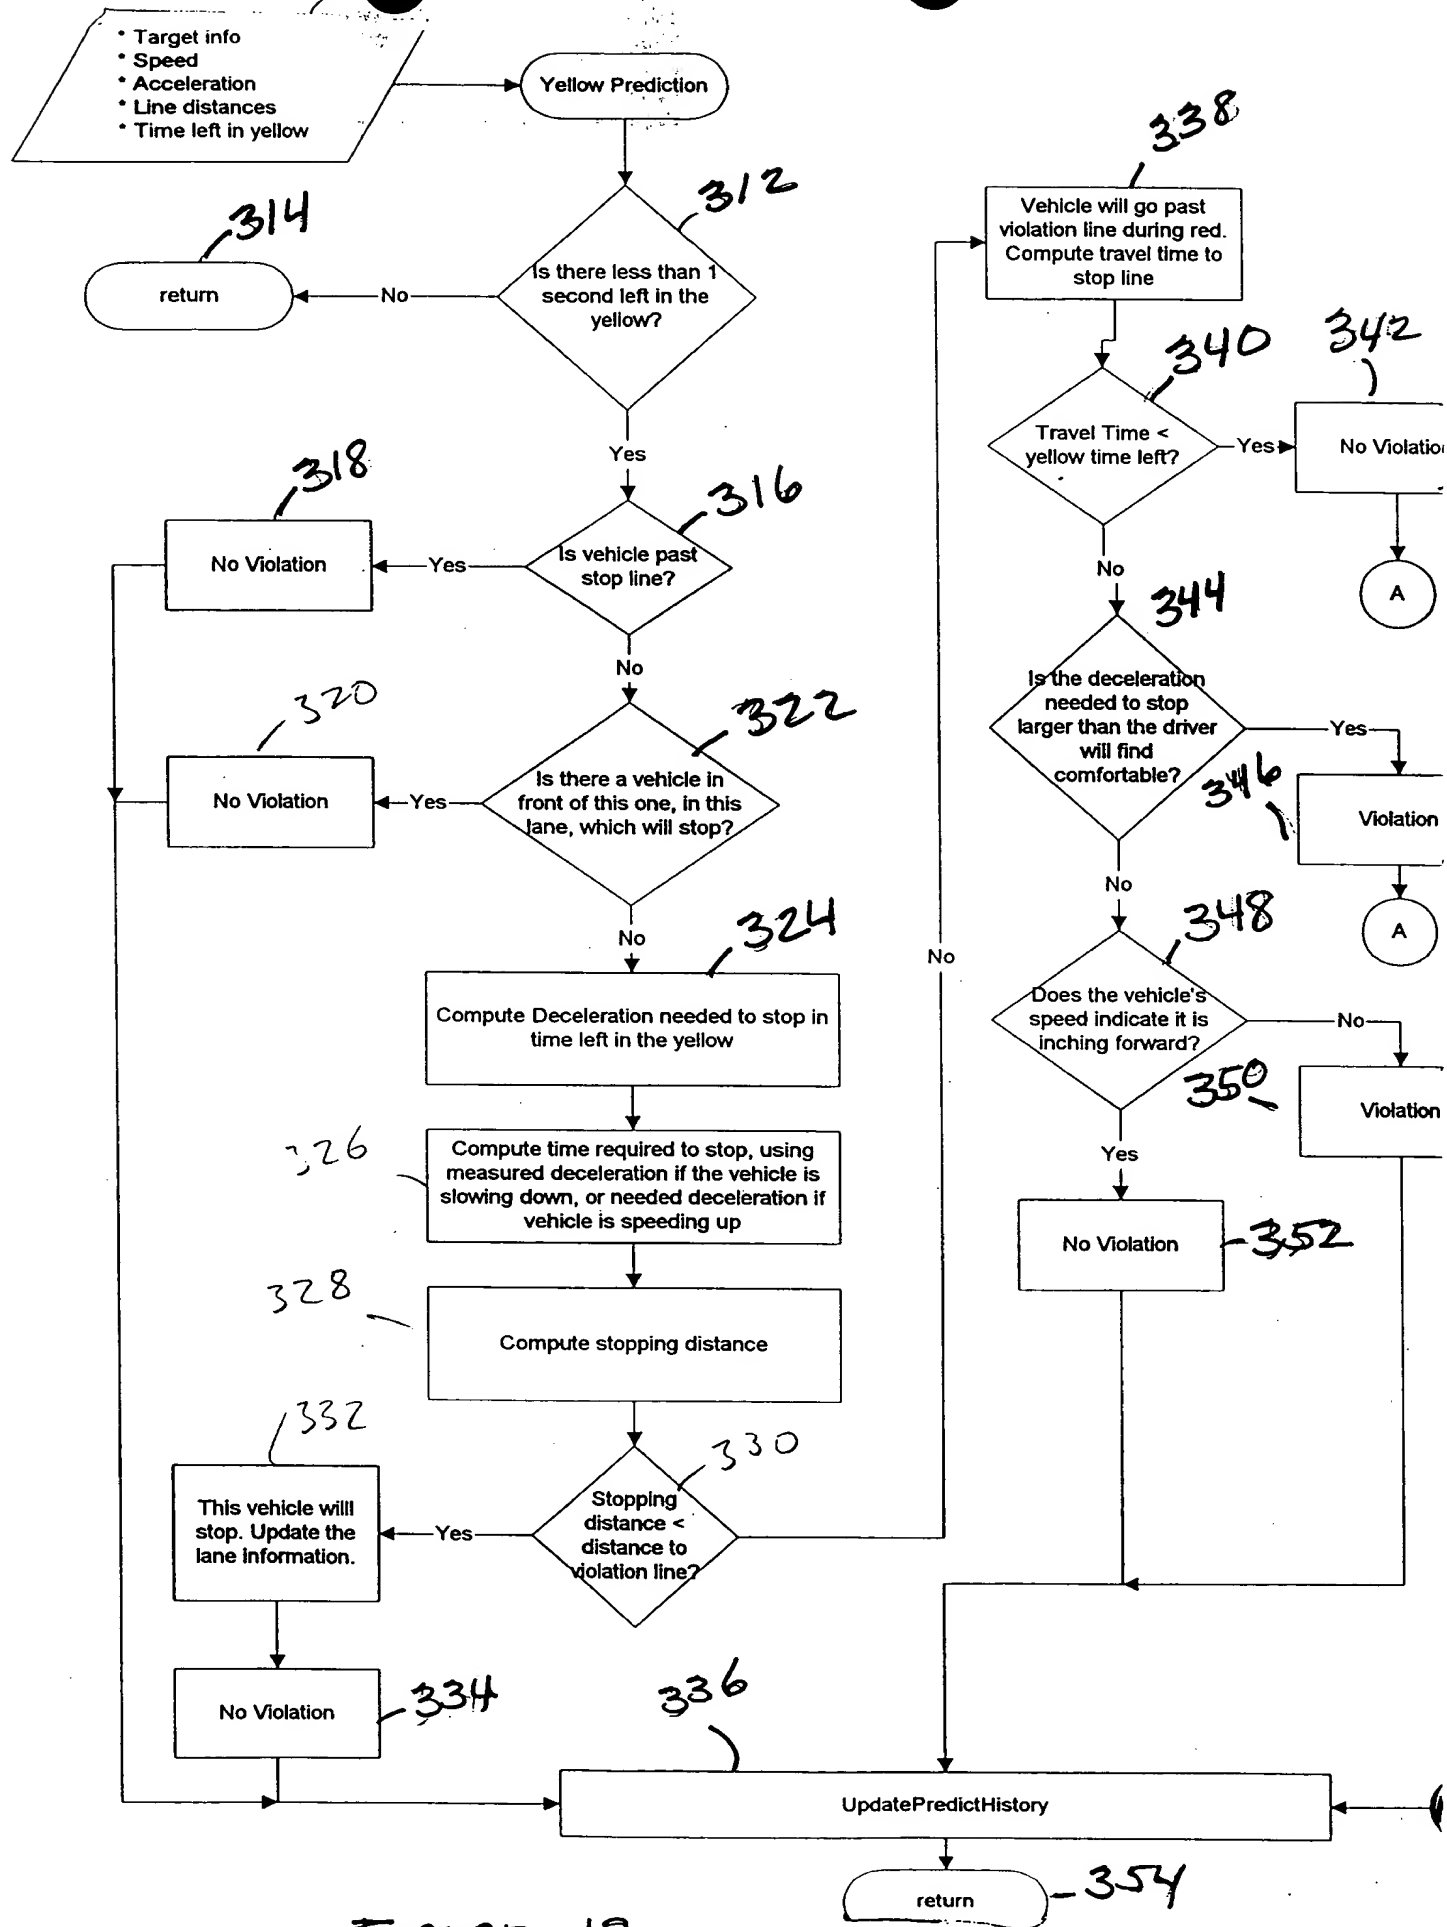 * Target info
* Speed
* Acceleration
* Line distances
* Time left in yellow
Yellow Prediction
312
Is there less than 1
second left in the
yellow?
No
314
return
Yes
316
Is vehicle past
stop line?
Yes
318
No Violation
No
322
Is there a vehicle in
front of this one, in this
lane, which will stop?
Yes
320
No Violation
No
324
Compute Deceleration needed to stop in
time left in the yellow
326
Compute time required to stop, using
measured deceleration if the vehicle is
slowing down, or needed deceleration if
vehicle is speeding up
328
Compute stopping distance
330
Stopping
distance <
distance to
violation line?
Yes
332
This vehicle willl
stop. Update the
lane information.
334
No Violation
No
338
Vehicle will go past
violation line during red.
Compute travel time to
stop line
340
Travel Time <
yellow time left?
Yes
342
No Violation
A
No
344
Is the deceleration
needed to stop
larger than the driver
will find
comfortable?
Yes
346
Violation
A
No
348
Does the vehicle's
speed indicate it is
inching forward?
No
350
Violation
Yes
352
No Violation
336
UpdatePredictHistory
354
return